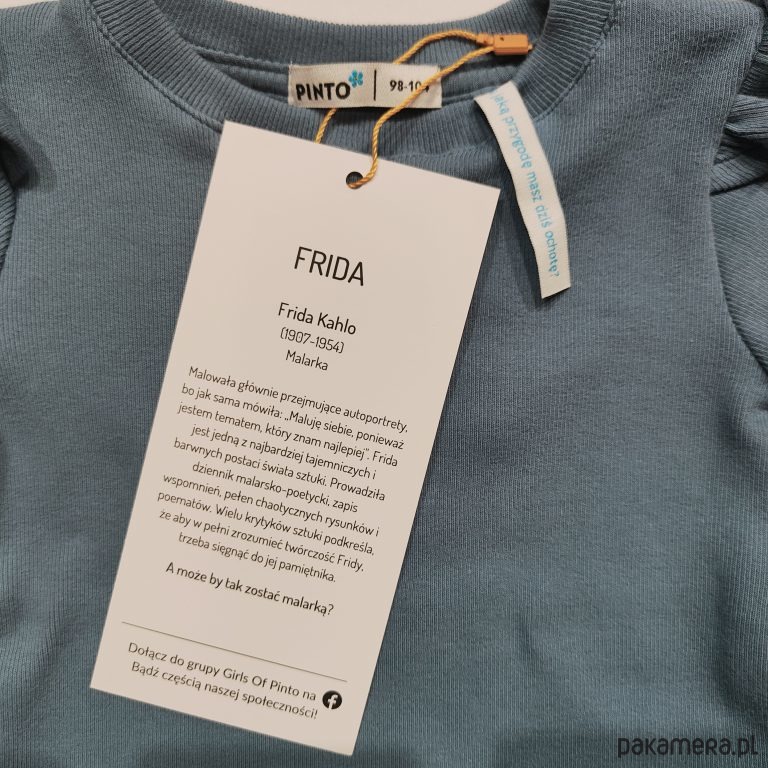 PINTO | 98-104
jaką przygodę masz dziś ochotę?
FRIDA
Frida Kahlo
(1907-1954)
Malarka
Malowała głównie przejmujące autoportrety,
bo jak sama mówiła: „Maluję siebie, ponieważ
jestem tematem, który znam najlepiej”. Frida
jest jedną z najbardziej tajemniczych i
barwnych postaci świata sztuki. Prowadziła
dziennik malarsko-poetycki, zapis
wspomnień, pełen chaotycznych rysunków i
poematów. Wielu krytyków sztuki podkreśla,
że aby w pełni zrozumieć twórczość Fridy,
trzeba sięgnąć do jej pamiętnika.
A może by tak zostać malarką?
Dołącz do grupy Girls Of Pinto na
Bądź częścią naszej społeczności!
pakamera.pl